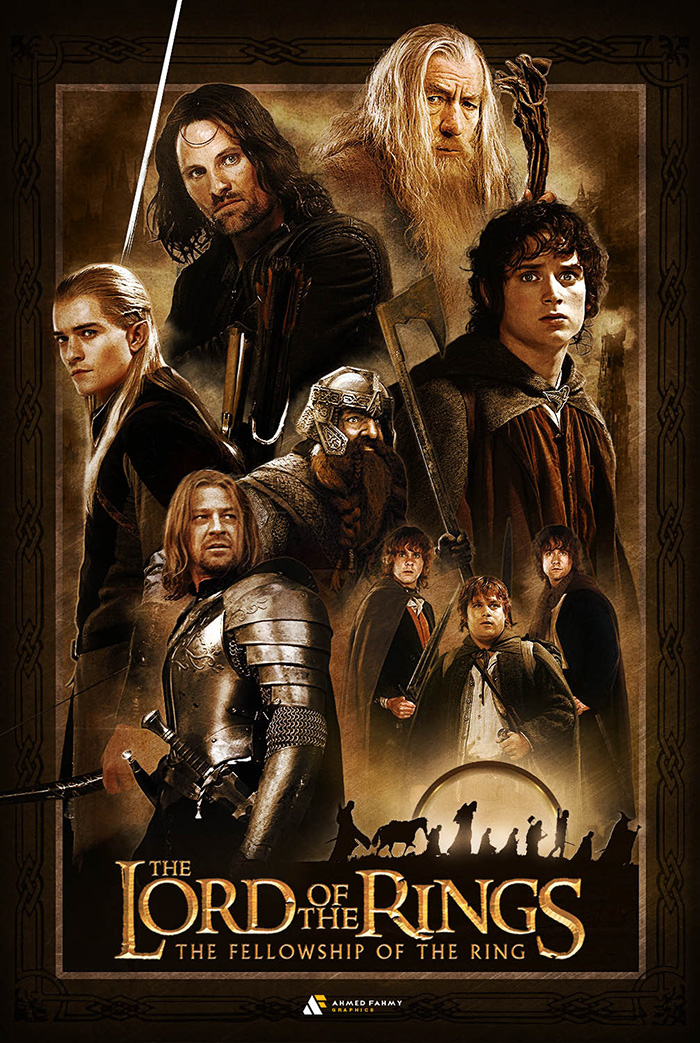 THE
LORD OF THE RINGS
THE FELLOWSHIP OF THE RING
AHMED FAHMY
GRAPHICS